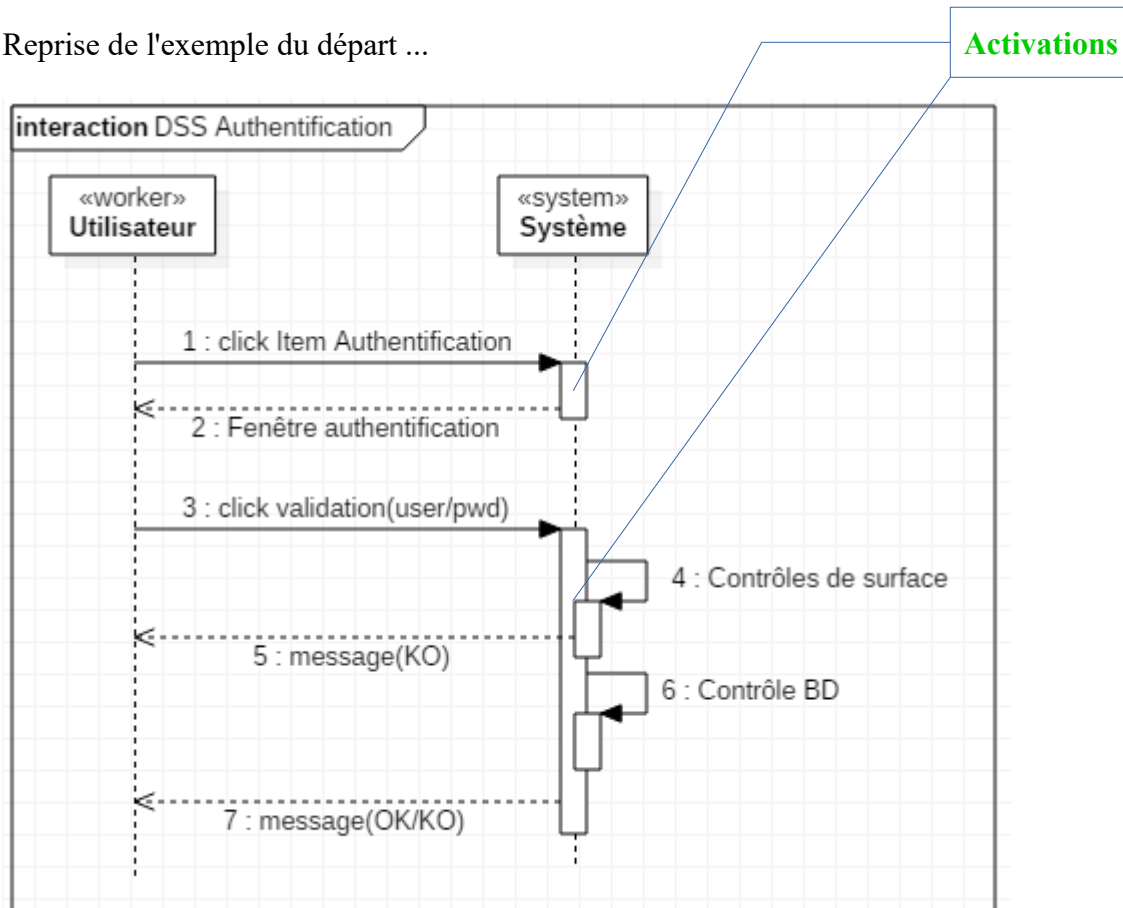 Reprise de l'exemple du départ ...
Activations
interaction DSS Authentification
«worker»
Utilisateur
«system»
Système
1 : click Item Authentification
2 : Fenêtre authentification
3 : click validation(user/pwd)
4 : Contrôles de surface
5 : message(KO)
6 : Contrôle BD
7 : message(OK/KO)